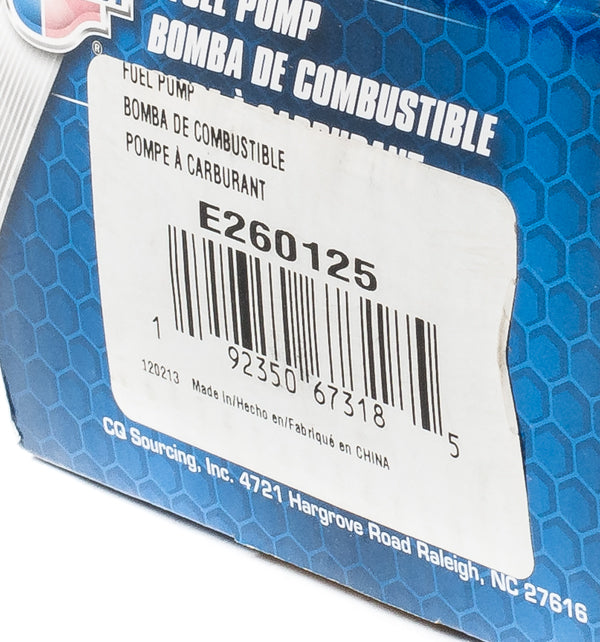 FUEL PUMP
BOMBA DE COMBUSTIBLE
®
FUEL PUMP
BOMBA DE COMBUSTIBLE
POMPE À CARBURANT
E260125
1 92350 67318 5
120213 Made in/Hecho en/Fabriqué en CHINA
CQ Sourcing, Inc. 4721 Hargrove Road Raleigh, NC 27616